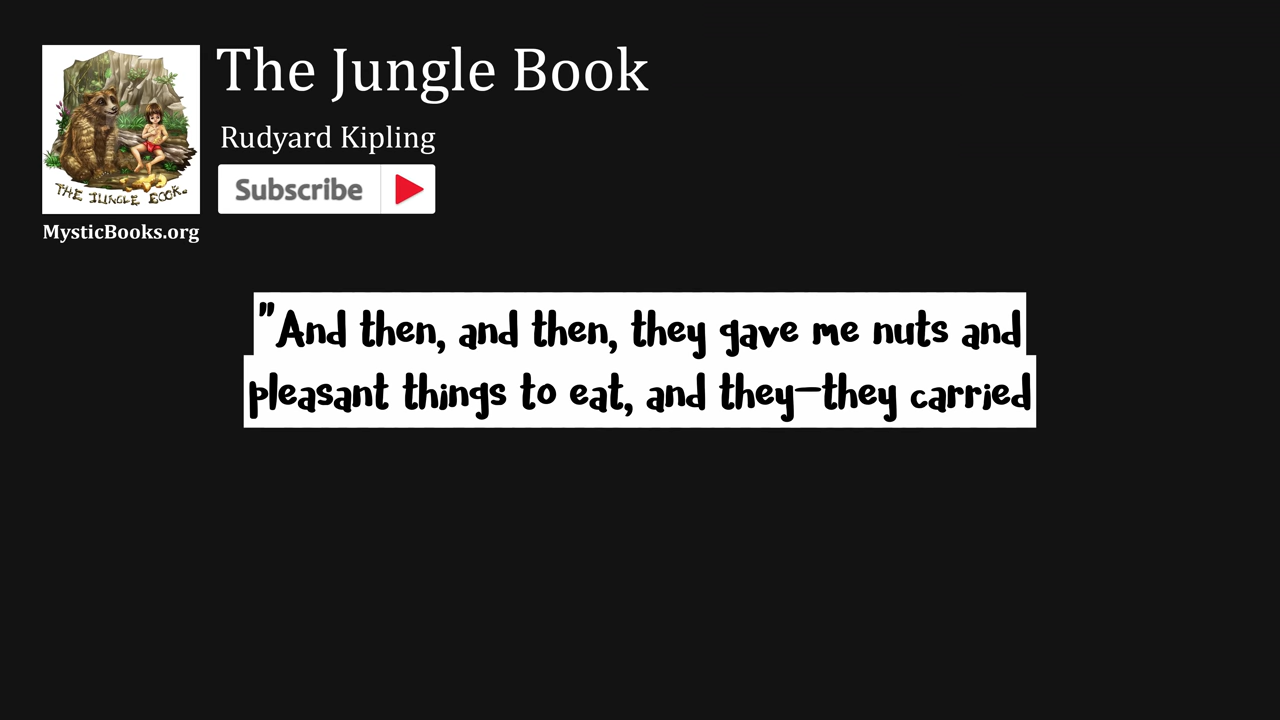 The Jungle Book
Rudyard Kipling
Subscribe
THE JUNGLE BOOK.
MysticBooks.org
"And then, and then, they gave me nuts and
pleasant things to eat, and they—they carried